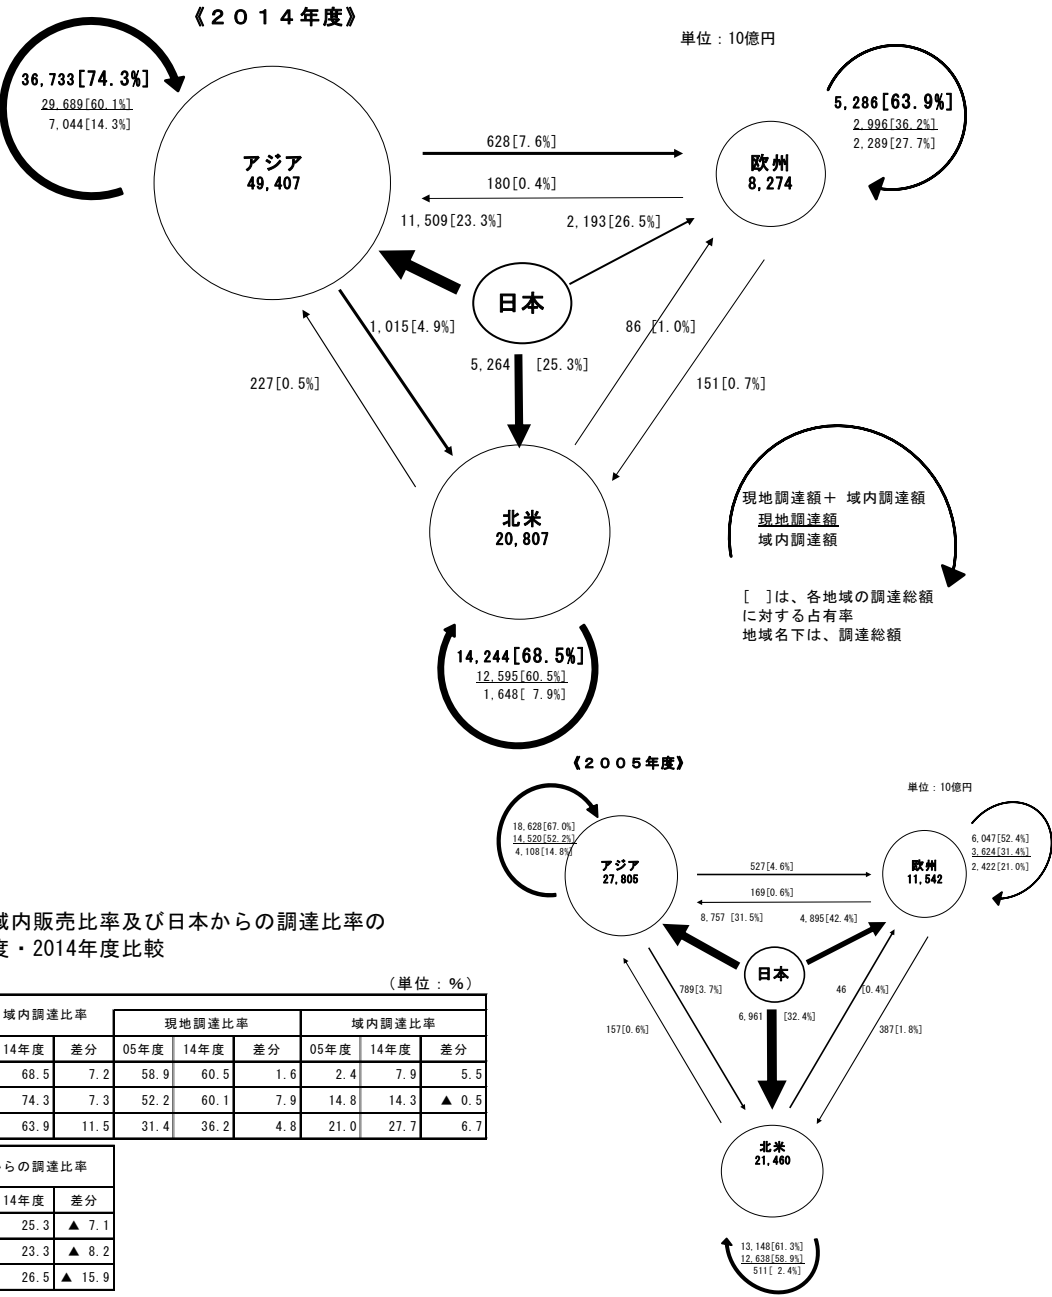 《２０１４年度》
単位：10億円
36,733[74.3%]
29,689[60.1%]
7,044[14.3%]
アジア
49,407
628[7.6%]
180[0.4%]
欧州
8,274
5,286[63.9%]
2,996[36.2%]
2,289[27.7%]
11,509[23.3%]
2,193[26.5%]
日本
1,015[4.9%]
86 [1.0%]
5,264 [25.3%]
227[0.5%]
151[0.7%]
北米
20,807
14,244[68.5%]
12,595[60.5%]
1,648[ 7.9%]
現地調達額＋ 域内調達額
現地調達額
域内調達額
[ ]は、各地域の調達総額
に対する占有率
地域名下は、調達総額
《２００５年度》
単位：10億円
18,628[67.0%]
14,520[52.2%]
4,108[14.8%]
アジア
27,805
527[4.6%]
169[0.6%]
欧州
11,542
6,047[52.4%]
3,624[31.4%]
2,422[21.0%]
8,757 [31.5%]
4,895[42.4%]
日本
789[3.7%]
46 [0.4%]
6,961 [32.4%]
157[0.6%]
387[1.8%]
北米
21,460
13,148[61.3%]
12,638[58.9%]
511[ 2.4%]
域内販売比率及び日本からの調達比率の
度・2014年度比較
（単位：%）
域内調達比率 現地調達比率 域内調達比率
14年度 差分 05年度 14年度 差分 05年度 14年度 差分
68.5 7.2 58.9 60.5 1.6 2.4 7.9 5.5
74.3 7.3 52.2 60.1 7.9 14.8 14.3 ▲ 0.5
63.9 11.5 31.4 36.2 4.8 21.0 27.7 6.7
らの調達比率
14年度 差分
25.3 ▲ 7.1
23.3 ▲ 8.2
26.5 ▲ 15.9